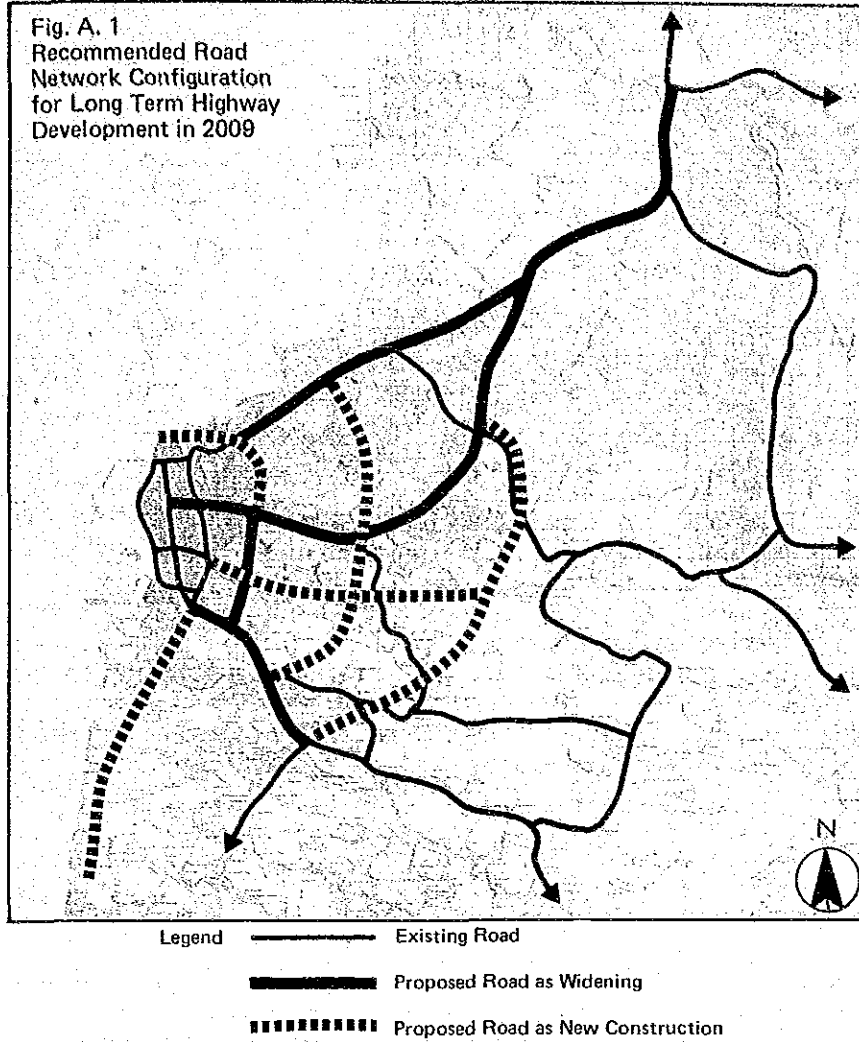 Fig. A. 1
Recommended Road
Network Configuration
for Long Term Highway
Development in 2009
N
Legend Existing Road
Proposed Road as Widening
Proposed Road as New Construction